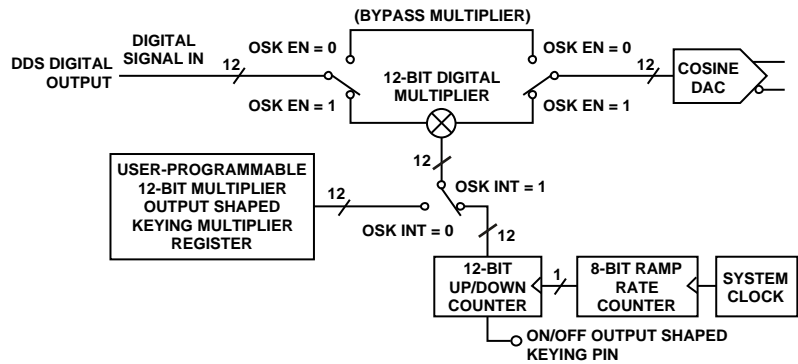 (BYPASS MULTIPLIER)
DIGITAL
SIGNAL IN
OSK EN = 0
OSK EN = 0
DDS DIGITAL
OUTPUT
12
12-BIT DIGITAL
MULTIPLIER
12
COSINE
DAC
OSK EN = 1
OSK EN = 1
12
USER-PROGRAMMABLE
12-BIT MULTIPLIER
OUTPUT SHAPED
KEYING MULTIPLIER
REGISTER
12
OSK INT = 1
OSK INT = 0
12
12-BIT
UP/DOWN
COUNTER
1
8-BIT RAMP
RATE
COUNTER
SYSTEM
CLOCK
ON/OFF OUTPUT SHAPED
KEYING PIN